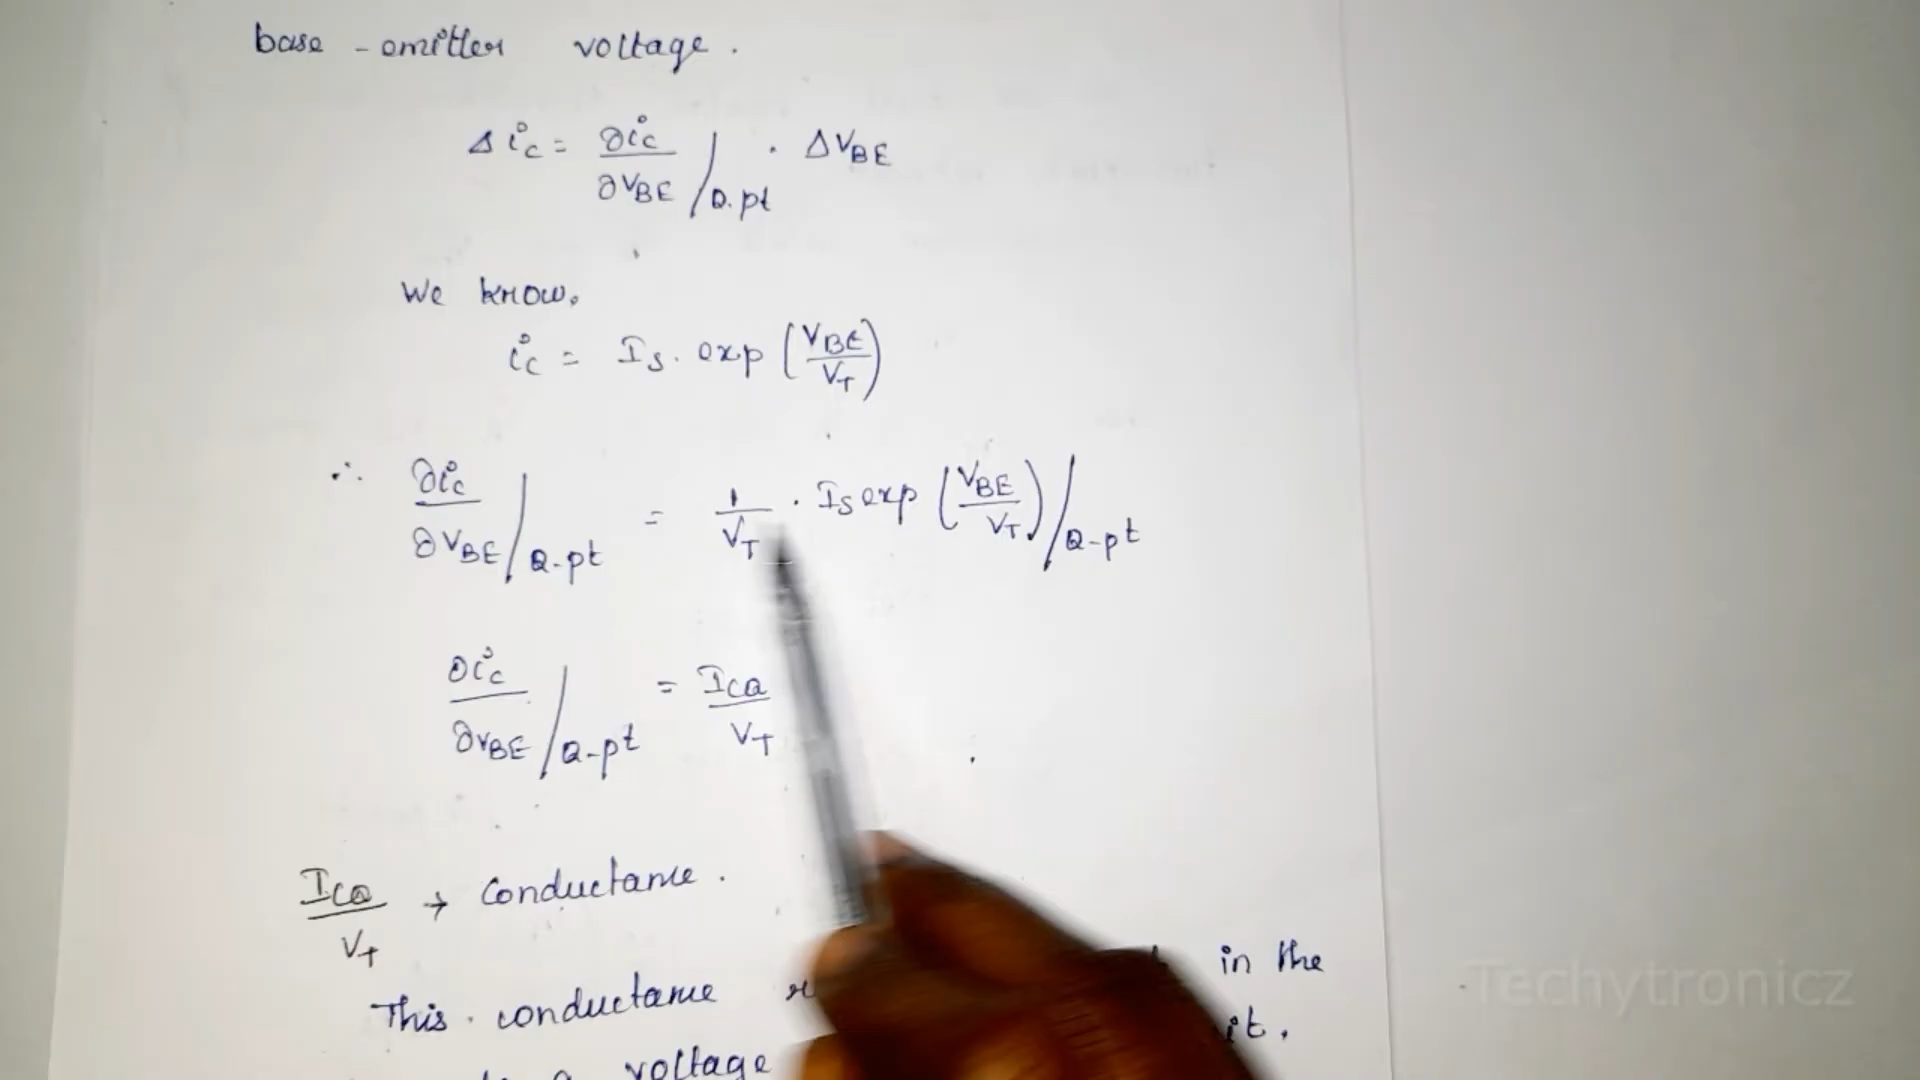 base - emitter voltage .
Δ ic = ∂ic / ∂VBE | Q.pt . ΔVBE
We know,
ic = Is . exp ( VBE / VT )
∴ ∂ic / ∂VBE | Q-pt = 1 / VT . Is exp ( VBE / VT ) | Q-pt
∂ic / ∂VBE | Q-pt = ICQ / VT
ICQ / VT → Conductance .
This conductance in the
a voltage it .
Techytronicz